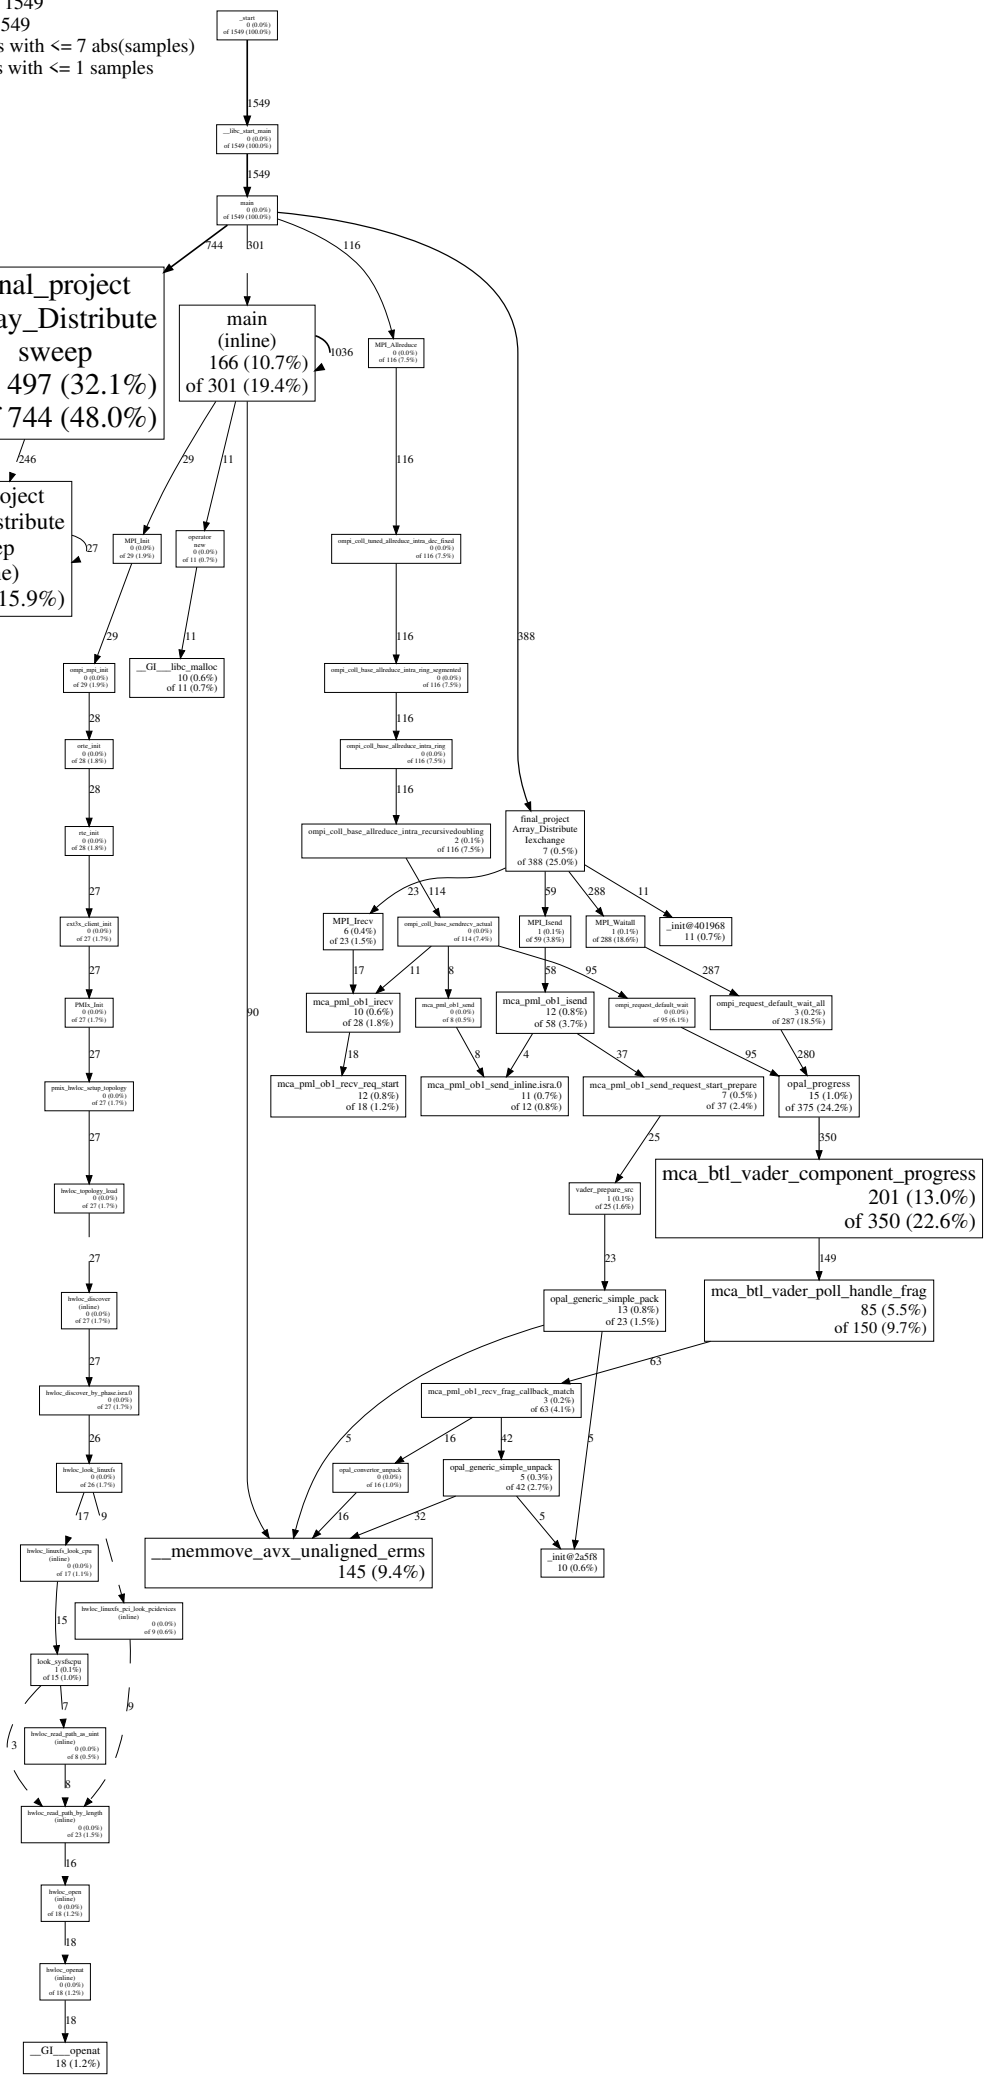 1549
549
s with <= 7 abs(samples)
s with <= 1 samples
_start
0 (0.0%)
of 1549 (100.0%)
1549
__libc_start_main
0 (0.0%)
of 1549 (100.0%)
1549
main
0 (0.0%)
of 1549 (100.0%)
744
301
116
nal_project
ay_Distribute
sweep
497 (32.1%)
744 (48.0%)
main
(inline)
166 (10.7%)
of 301 (19.4%)
1036
MPI_Allreduce
0 (0.0%)
of 116 (7.5%)
246
29
11
116
oject
stribute
ep
e)
15.9%)
27
MPI_Init
0 (0.0%)
of 29 (1.9%)
operator
new
0 (0.0%)
of 11 (0.7%)
ompi_coll_tuned_allreduce_intra_dec_fixed
0 (0.0%)
of 116 (7.5%)
29
11
116
388
ompi_mpi_init
0 (0.0%)
of 29 (1.9%)
__GI___libc_malloc
10 (0.6%)
of 11 (0.7%)
ompi_coll_base_allreduce_intra_ring_segmented
0 (0.0%)
of 116 (7.5%)
28
116
orte_init
0 (0.0%)
of 28 (1.8%)
ompi_coll_base_allreduce_intra_ring
0 (0.0%)
of 116 (7.5%)
28
116
rte_init
0 (0.0%)
of 28 (1.8%)
ompi_coll_base_allreduce_intra_recursivedoubling
2 (0.1%)
of 116 (7.5%)
final_project
Array_Distribute
Iexchange
7 (0.5%)
of 388 (25.0%)
27
23
114
59
288
11
ext3x_client_init
0 (0.0%)
of 27 (1.7%)
MPI_Irecv
6 (0.4%)
of 23 (1.5%)
ompi_coll_base_sendrecv_actual
0 (0.0%)
of 114 (7.4%)
MPI_Isend
1 (0.1%)
of 59 (3.8%)
MPI_Waitall
1 (0.1%)
of 288 (18.6%)
_init@401968
11 (0.7%)
27
17
11
8
58
95
287
PMIx_Init
0 (0.0%)
of 27 (1.7%)
90
mca_pml_ob1_irecv
10 (0.6%)
of 28 (1.8%)
mca_pml_ob1_send
0 (0.0%)
of 8 (0.5%)
mca_pml_ob1_isend
12 (0.8%)
of 58 (3.7%)
ompi_request_default_wait
0 (0.0%)
of 95 (6.1%)
ompi_request_default_wait_all
3 (0.2%)
of 287 (18.5%)
27
18
8
4
37
95
280
pmix_hwloc_setup_topology
0 (0.0%)
of 27 (1.7%)
mca_pml_ob1_recv_req_start
12 (0.8%)
of 18 (1.2%)
mca_pml_ob1_send_inline.isra.0
11 (0.7%)
of 12 (0.8%)
mca_pml_ob1_send_request_start_prepare
7 (0.5%)
of 37 (2.4%)
opal_progress
15 (1.0%)
of 375 (24.2%)
27
25
350
hwloc_topology_load
0 (0.0%)
of 27 (1.7%)
vader_prepare_src
1 (0.1%)
of 25 (1.6%)
mca_btl_vader_component_progress
201 (13.0%)
of 350 (22.6%)
27
23
149
hwloc_discover
(inline)
0 (0.0%)
of 27 (1.7%)
opal_generic_simple_pack
13 (0.8%)
of 23 (1.5%)
mca_btl_vader_poll_handle_frag
85 (5.5%)
of 150 (9.7%)
27
63
hwloc_discover_by_phase.isra.0
0 (0.0%)
of 27 (1.7%)
mca_pml_ob1_recv_frag_callback_match
3 (0.2%)
of 63 (4.1%)
26
5
16
42
5
hwloc_look_linuxfs
0 (0.0%)
of 26 (1.7%)
opal_convertor_unpack
0 (0.0%)
of 16 (1.0%)
opal_generic_simple_unpack
5 (0.3%)
of 42 (2.7%)
17
9
16
32
5
hwloc_linuxfs_look_cpu
(inline)
0 (0.0%)
of 17 (1.1%)
__memmove_avx_unaligned_erms
145 (9.4%)
_init@2a5f8
10 (0.6%)
15
hwloc_linuxfs_pci_look_pcidevices
(inline)
0 (0.0%)
of 9 (0.6%)
look_sysfscpu
1 (0.1%)
of 15 (1.0%)
7
9
3
hwloc_read_path_as_uint
(inline)
0 (0.0%)
of 8 (0.5%)
8
hwloc_read_path_by_length
(inline)
0 (0.0%)
of 23 (1.5%)
16
hwloc_open
(inline)
0 (0.0%)
of 18 (1.2%)
18
hwloc_openat
(inline)
0 (0.0%)
of 18 (1.2%)
18
__GI___openat
18 (1.2%)